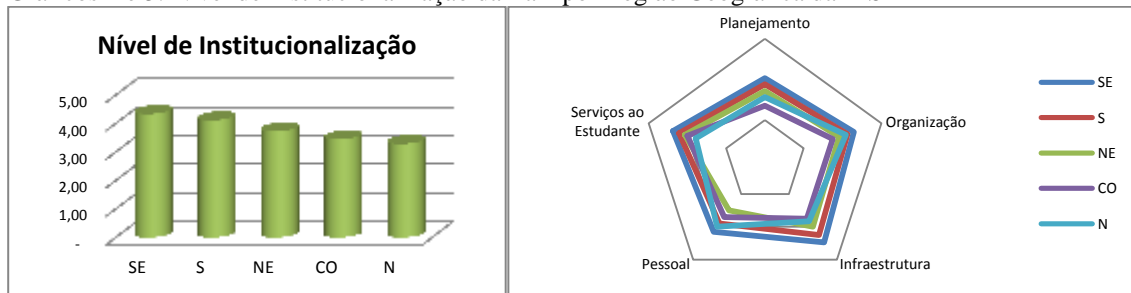 Nível de Institucionalização
5,00
4,00
3,00
2,00
1,00
-
SE S NE CO N
Planejamento
Serviços ao
Estudante
Organização
Pessoal
Infraestrutura
SE
S
NE
CO
N